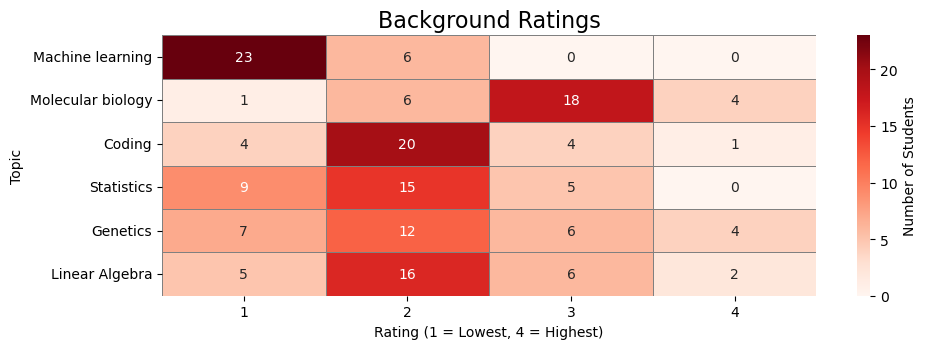 Background Ratings
Topic
Machine learning 23 6 0 0
Molecular biology 1 6 18 4
Coding 4 20 4 1
Statistics 9 15 5 0
Genetics 7 12 6 4
Linear Algebra 5 16 6 2
1 2 3 4
Rating (1 = Lowest, 4 = Highest)
20
15
10
5
0
Number of Students